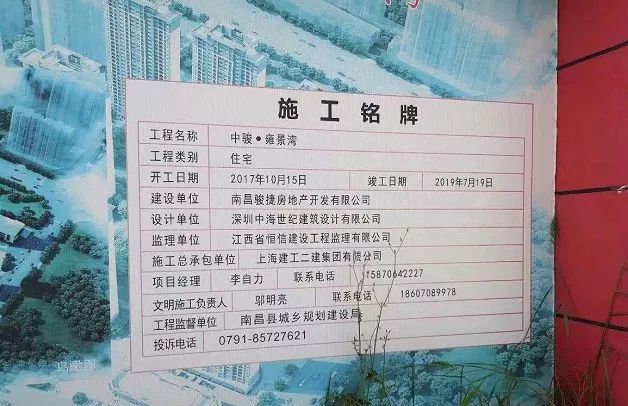 施工铭牌
工程名称 中骏•雍景湾
工程类别 住宅
开工日期 2017年10月15日 竣工日期 2019年7月19日
建设单位 南昌骏捷房地产开发有限公司
设计单位 深圳中海世纪建筑设计有限公司
监理单位 江西省恒信建设工程监理有限公司
施工总承包单位 上海建工二建集团有限公司
项目经理 李自力 联系电话 15870642227
文明施工负责人 邬明亮 联系电话 18607089978
工程监督单位 南昌县城乡规划建设局
投诉电话 0791-85727621
鸟瞰图